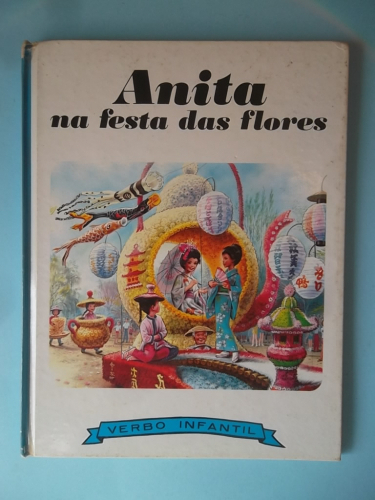 Anita
na festa das flores
VERBO INFANTIL